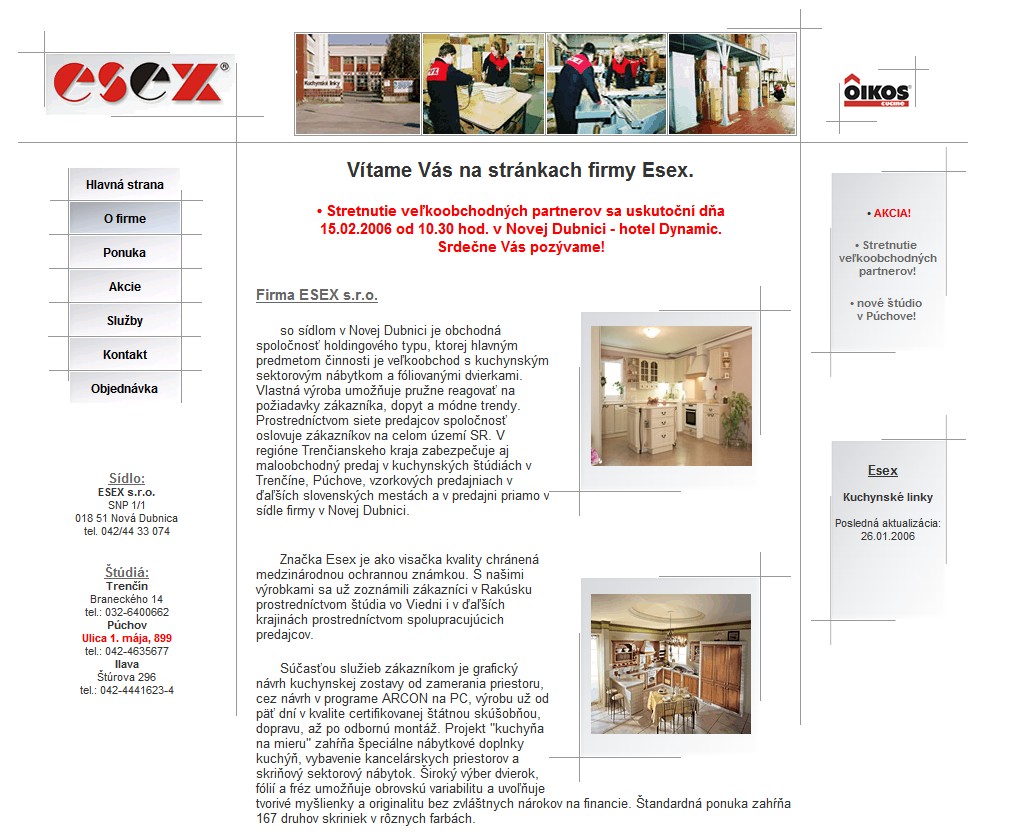 esex®
Kuchynské linky
OIKOS
cucine
Hlavná strana
O firme
Ponuka
Akcie
Služby
Kontakt
Objednávka
Sídlo:
ESEX s.r.o.
SNP 1/1
018 51 Nová Dubnica
tel. 042/44 33 074
Štúdiá:
Trenčín
Braneckého 14
tel.: 032-6400662
Púchov
Ulica 1. mája, 899
tel.: 042-4635677
Ilava
Štúrova 296
tel.: 042-4441623-4
Vítame Vás na stránkach firmy Esex.
• Stretnutie veľkoobchodných partnerov sa uskutoční dňa
15.02.2006 od 10.30 hod. v Novej Dubnici - hotel Dynamic.
Srdečne Vás pozývame!
Firma ESEX s.r.o.
so sídlom v Novej Dubnici je obchodná
spoločnosť holdingového typu, ktorej hlavným
predmetom činnosti je veľkoobchod s kuchynským
sektorovým nábytkom a fóliovanými dvierkami.
Vlastná výroba umožňuje pružne reagovať na
požiadavky zákazníka, dopyt a módne trendy.
Prostredníctvom siete predajcov spoločnosť
oslovuje zákazníkov na celom území SR. V
regióne Trenčianskeho kraja zabezpečuje aj
maloobchodný predaj v kuchynských štúdiách v
Trenčíne, Púchove, vzorkových predajniach v
ďaľších slovenských mestách a v predajni priamo v
sídle firmy v Novej Dubnici.
Značka Esex je ako visačka kvality chránená
medzinárodnou ochrannou známkou. S našimi
výrobkami sa už zoznámili zákazníci v Rakúsku
prostredníctvom štúdia vo Viedni i v ďaľších
krajinách prostredníctvom spolupracujúcich
predajcov.
Súčasťou služieb zákazníkom je grafický
návrh kuchynskej zostavy od zamerania priestoru,
cez návrh v programe ARCON na PC, výrobu už od
päť dní v kvalite certifikovanej štátnou skúšobňou,
dopravu, až po odbornú montáž. Projekt "kuchyňa
na mieru" zahŕňa špeciálne nábytkové doplnky
kuchýň, vybavenie kancelárskych priestorov a
skriňový sektorový nábytok. Široký výber dvierok,
fólií a fréz umožňuje obrovskú variabilitu a uvoľňuje
tvorivé myšlienky a originalitu bez zvláštnych nárokov na financie. Štandardná ponuka zahŕňa
167 druhov skriniek v rôznych farbách.
• AKCIA!
• Stretnutie
veľkoobchodných
partnerov!
• nové štúdio
v Púchove!
Esex
Kuchynské linky
Posledná aktualizácia:
26.01.2006